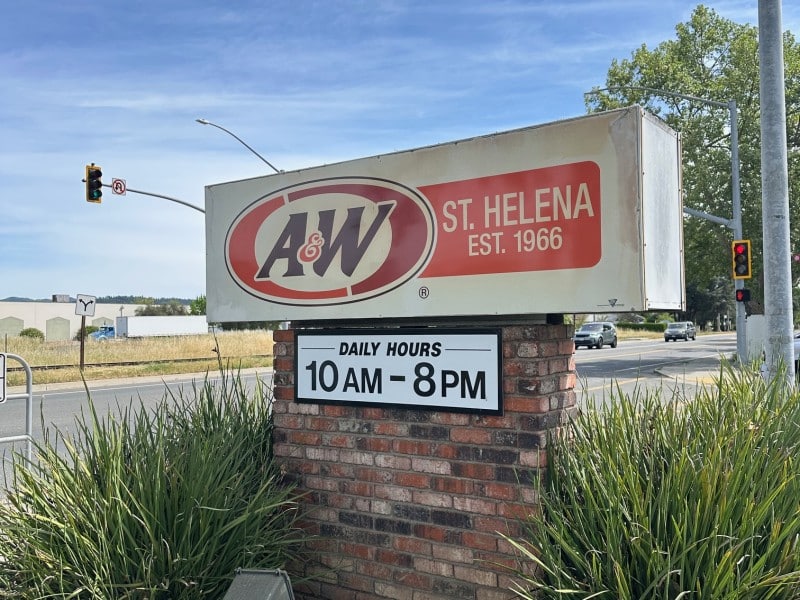 A&W
ST. HELENA
EST. 1966
®
DAILY HOURS
10 AM - 8 PM